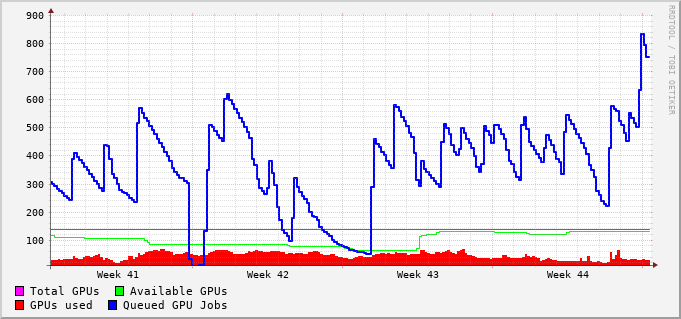 900
800
700
600
500
400
300
200
100
Week 41 Week 42 Week 43 Week 44
Total GPUs Available GPUs
GPUs used Queued GPU Jobs
RRDTOOL / TOBI OETIKER